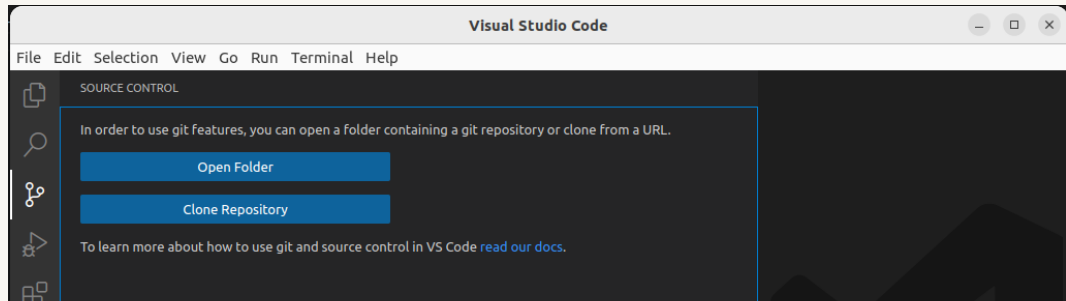 Visual Studio Code
File Edit Selection View Go Run Terminal Help
SOURCE CONTROL
In order to use git features, you can open a folder containing a git repository or clone from a URL.
Open Folder
Clone Repository
To learn more about how to use git and source control in VS Code read our docs.